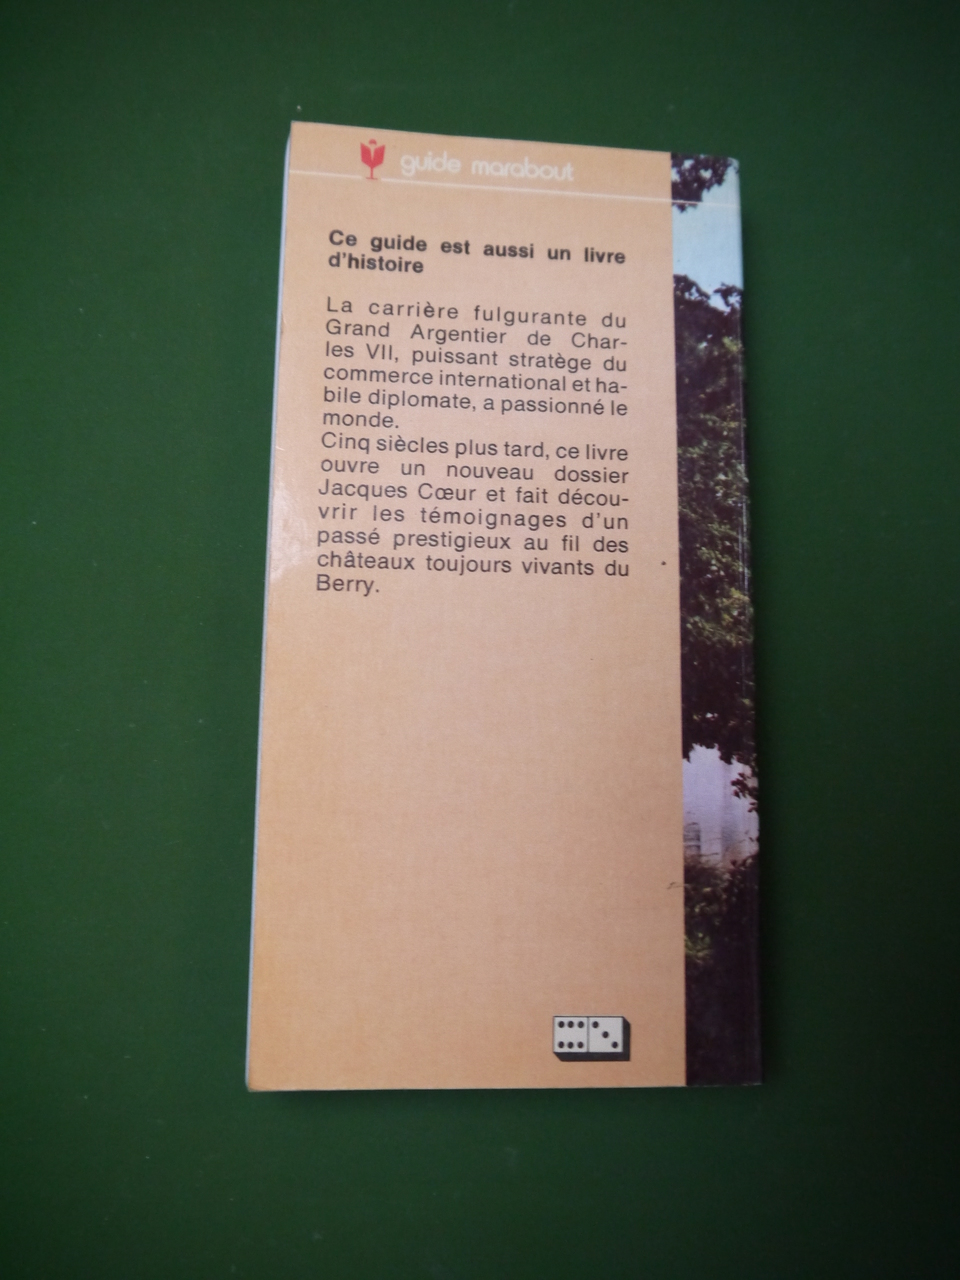 guide marabout
Ce guide est aussi un livre
d'histoire
La carrière fulgurante du
Grand Argentier de Char-
les VII, puissant stratège du
commerce international et ha-
bile diplomate, a passionné le
monde.
Cinq siècles plus tard, ce livre
ouvre un nouveau dossier
Jacques Cœur et fait décou-
vrir les témoignages d'un
passé prestigieux au fil des
châteaux toujours vivants du
Berry.